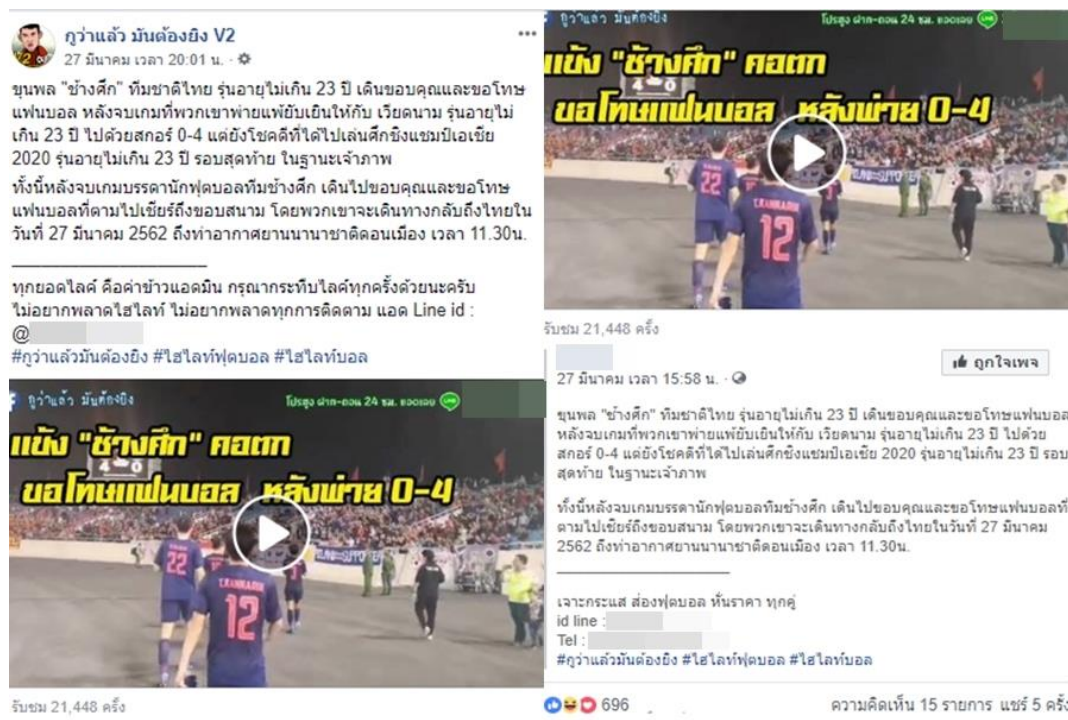 กูว่าแล้ว มันต้องยิง V2
27 มีนาคม เวลา 20:01 น. ·
ขุนพล "ช้างศึก" ทีมชาติไทย รุ่นอายุไม่เกิน 23 ปี เดินขอบคุณและขอโทษ
แฟนบอล หลังจบเกมที่พวกเขาพ่ายแพ้ยับเยินให้กับ เวียดนาม รุ่นอายุไม่
เกิน 23 ปี ไปด้วยสกอร์ 0-4 แต่ยังโชคดีที่ได้ไปเล่นศึกชิงแชมป์เอเชีย
2020 รุ่นอายุไม่เกิน 23 ปี รอบสุดท้าย ในฐานะเจ้าภาพ
ทั้งนี้หลังจบเกมบรรดานักฟุตบอลทีมช้างศึก เดินไปขอบคุณและขอโทษ
แฟนบอลที่ตามไปเชียร์ถึงขอบสนาม โดยพวกเขาจะเดินทางกลับถึงไทยใน
วันที่ 27 มีนาคม 2562 ถึงท่าอากาศยานนานาชาติดอนเมือง เวลา 11.30น.
ทุกยอดไลค์ คือค่าข้าวแอดมิน กรุณากระทืบไลค์ทุกครั้งด้วยนะครับ
ไม่อยากพลาดไฮไลท์ ไม่อยากพลาดทุกการติดตาม แอด Line id :
@
#กูว่าแล้วมันต้องยิง #ไฮไลท์ฟุตบอล #ไฮไลท์บอล
กูว่าแล้ว มันต้องยิง
โปรสูง ฝาก-ถอน 24 ชม. ยอดเลย LINE
แข้ง "ช้างศึก" คอตก
4 0
ขอโทษแฟนบอล หลังพ่าย 0-4
22
12
รับชม 21,448 ครั้ง
กูว่าแล้ว มันต้องยิง
โปรสูง ฝาก-ถอน 24 ชม. ยอดเลย LINE
แข้ง "ช้างศึก" คอตก
ขอโทษแฟนบอล หลังพ่าย 0-4
22
12
รับชม 21,448 ครั้ง
ถูกใจเพจ
27 มีนาคม เวลา 15:58 น. ·
ขุนพล "ช้างศึก" ทีมชาติไทย รุ่นอายุไม่เกิน 23 ปี เดินขอบคุณและขอโทษแฟนบอล
หลังจบเกมที่พวกเขาพ่ายแพ้ยับเยินให้กับ เวียดนาม รุ่นอายุไม่เกิน 23 ปี ไปด้วย
สกอร์ 0-4 แต่ยังโชคดีที่ได้ไปเล่นศึกชิงแชมป์เอเชีย 2020 รุ่นอายุไม่เกิน 23 ปี รอบ
สุดท้าย ในฐานะเจ้าภาพ
ทั้งนี้หลังจบเกมบรรดานักฟุตบอลทีมช้างศึก เดินไปขอบคุณและขอโทษแฟนบอลที่
ตามไปเชียร์ถึงขอบสนาม โดยพวกเขาจะเดินทางกลับถึงไทยในวันที่ 27 มีนาคม
2562 ถึงท่าอากาศยานนานาชาติดอนเมือง เวลา 11.30น.
เจาะกระแส ส่องฟุตบอล หั่นราคา ทุกคู่
id line :
Tel :
#กูว่าแล้วมันต้องยิง #ไฮไลท์ฟุตบอล #ไฮไลท์บอล
696
ความคิดเห็น 15 รายการ แชร์ 5 ครั้ง